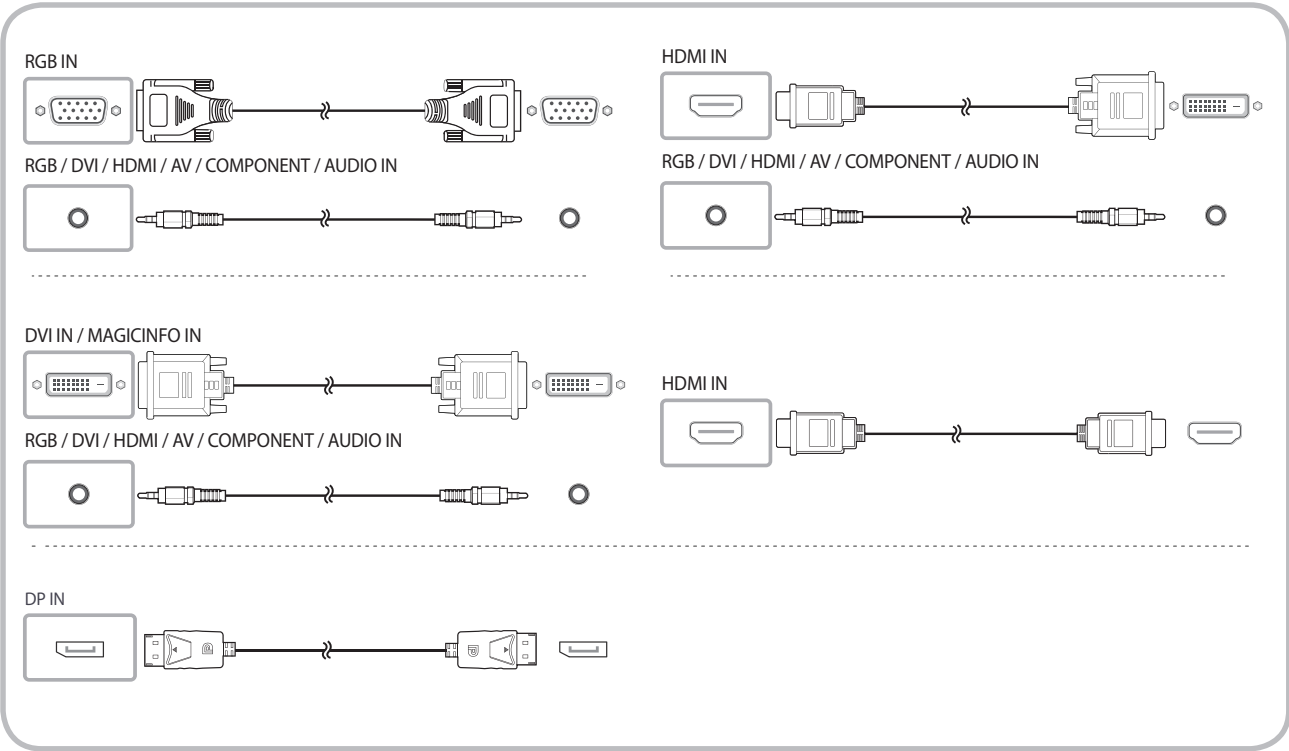 RGB IN
RGB / DVI / HDMI / AV / COMPONENT / AUDIO IN
HDMI IN
RGB / DVI / HDMI / AV / COMPONENT / AUDIO IN
DVI IN / MAGICINFO IN
RGB / DVI / HDMI / AV / COMPONENT / AUDIO IN
HDMI IN
DP IN